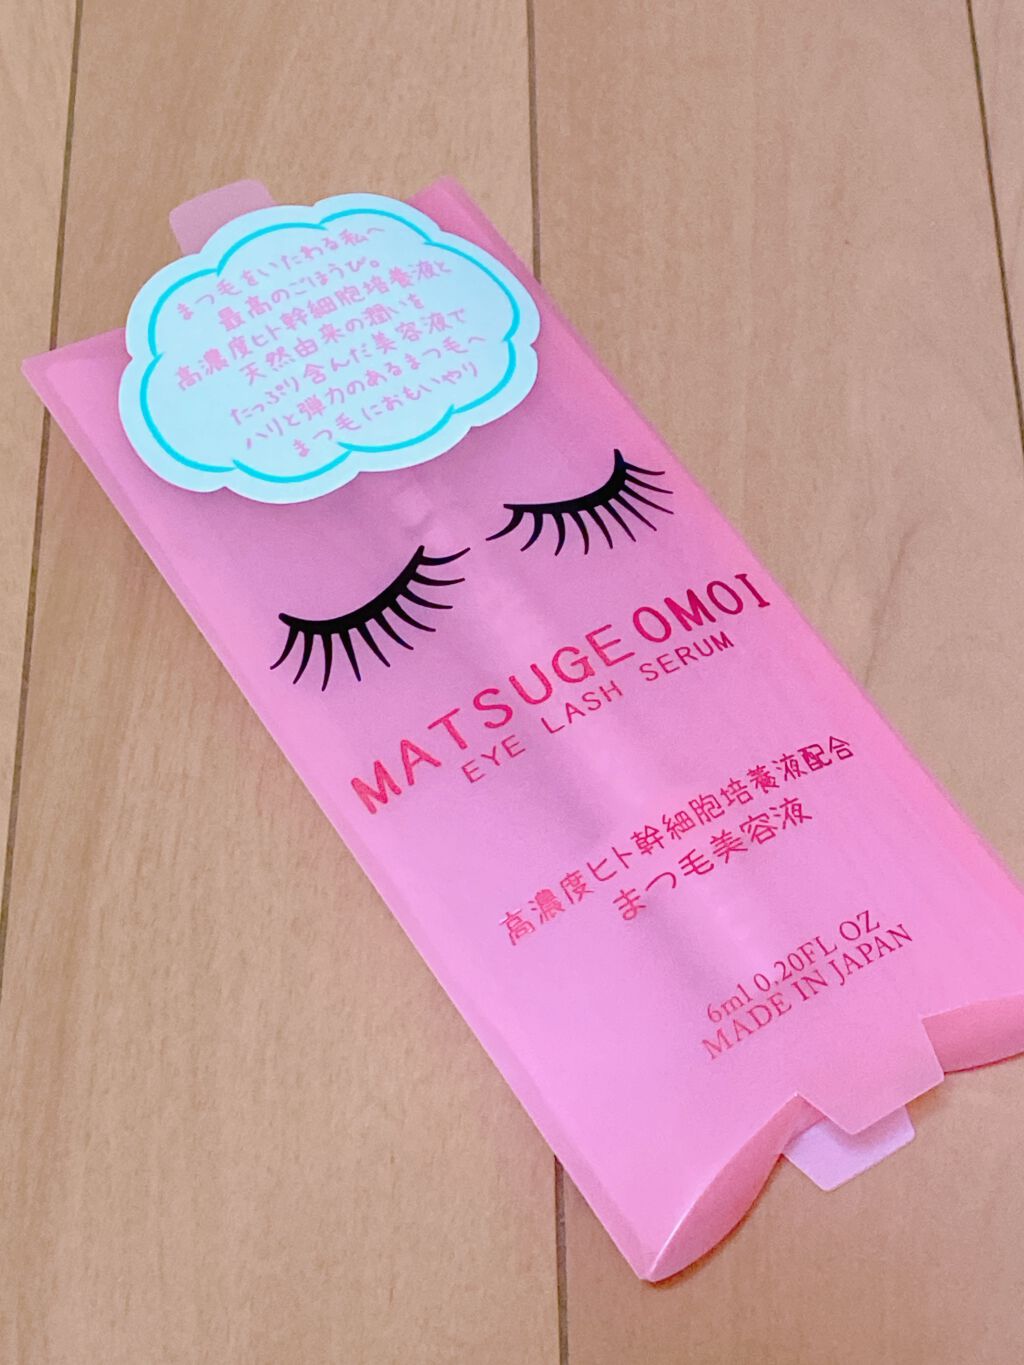 まつ毛をいたわる私へ
最高のごほうび。
高濃度ヒト幹細胞培養液と
天然由来の潤いを
たっぷり含んだ美容液で
ハリと弾力のあるまつ毛へ
まつ毛におもいやり
MATSUGE OMOI
EYE LASH SERUM
高濃度ヒト幹細胞培養液配合
まつ毛美容液
6ml 0.20FL OZ
MADE IN JAPAN